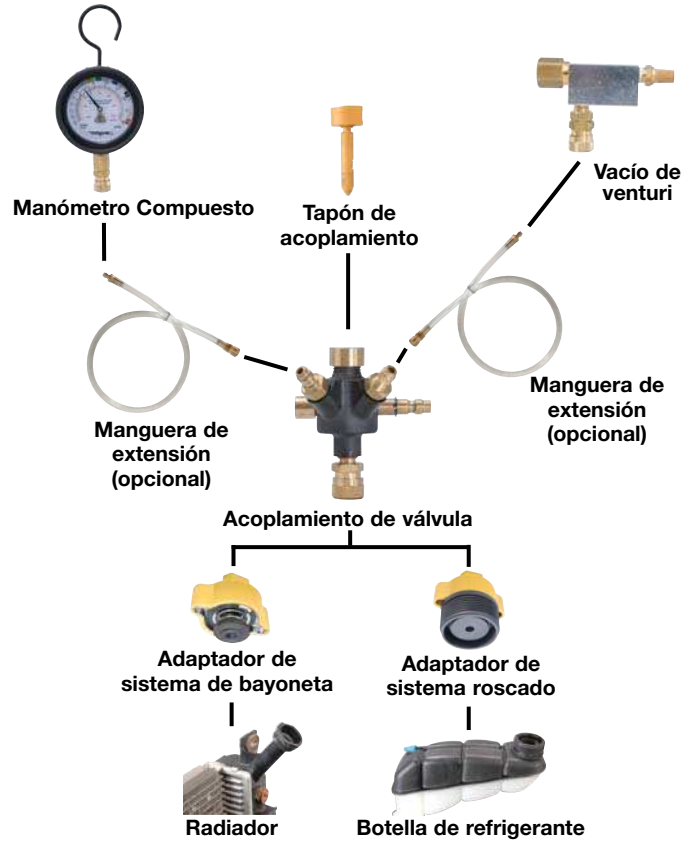 Manómetro Compuesto
Tapón de
acoplamiento
Vacío de
venturi
Manguera de
extensión
(opcional)
Manguera de
extensión
(opcional)
Acoplamiento de válvula
Adaptador de
sistema de bayoneta
Adaptador de
sistema roscado
Radiador
Botella de refrigerante